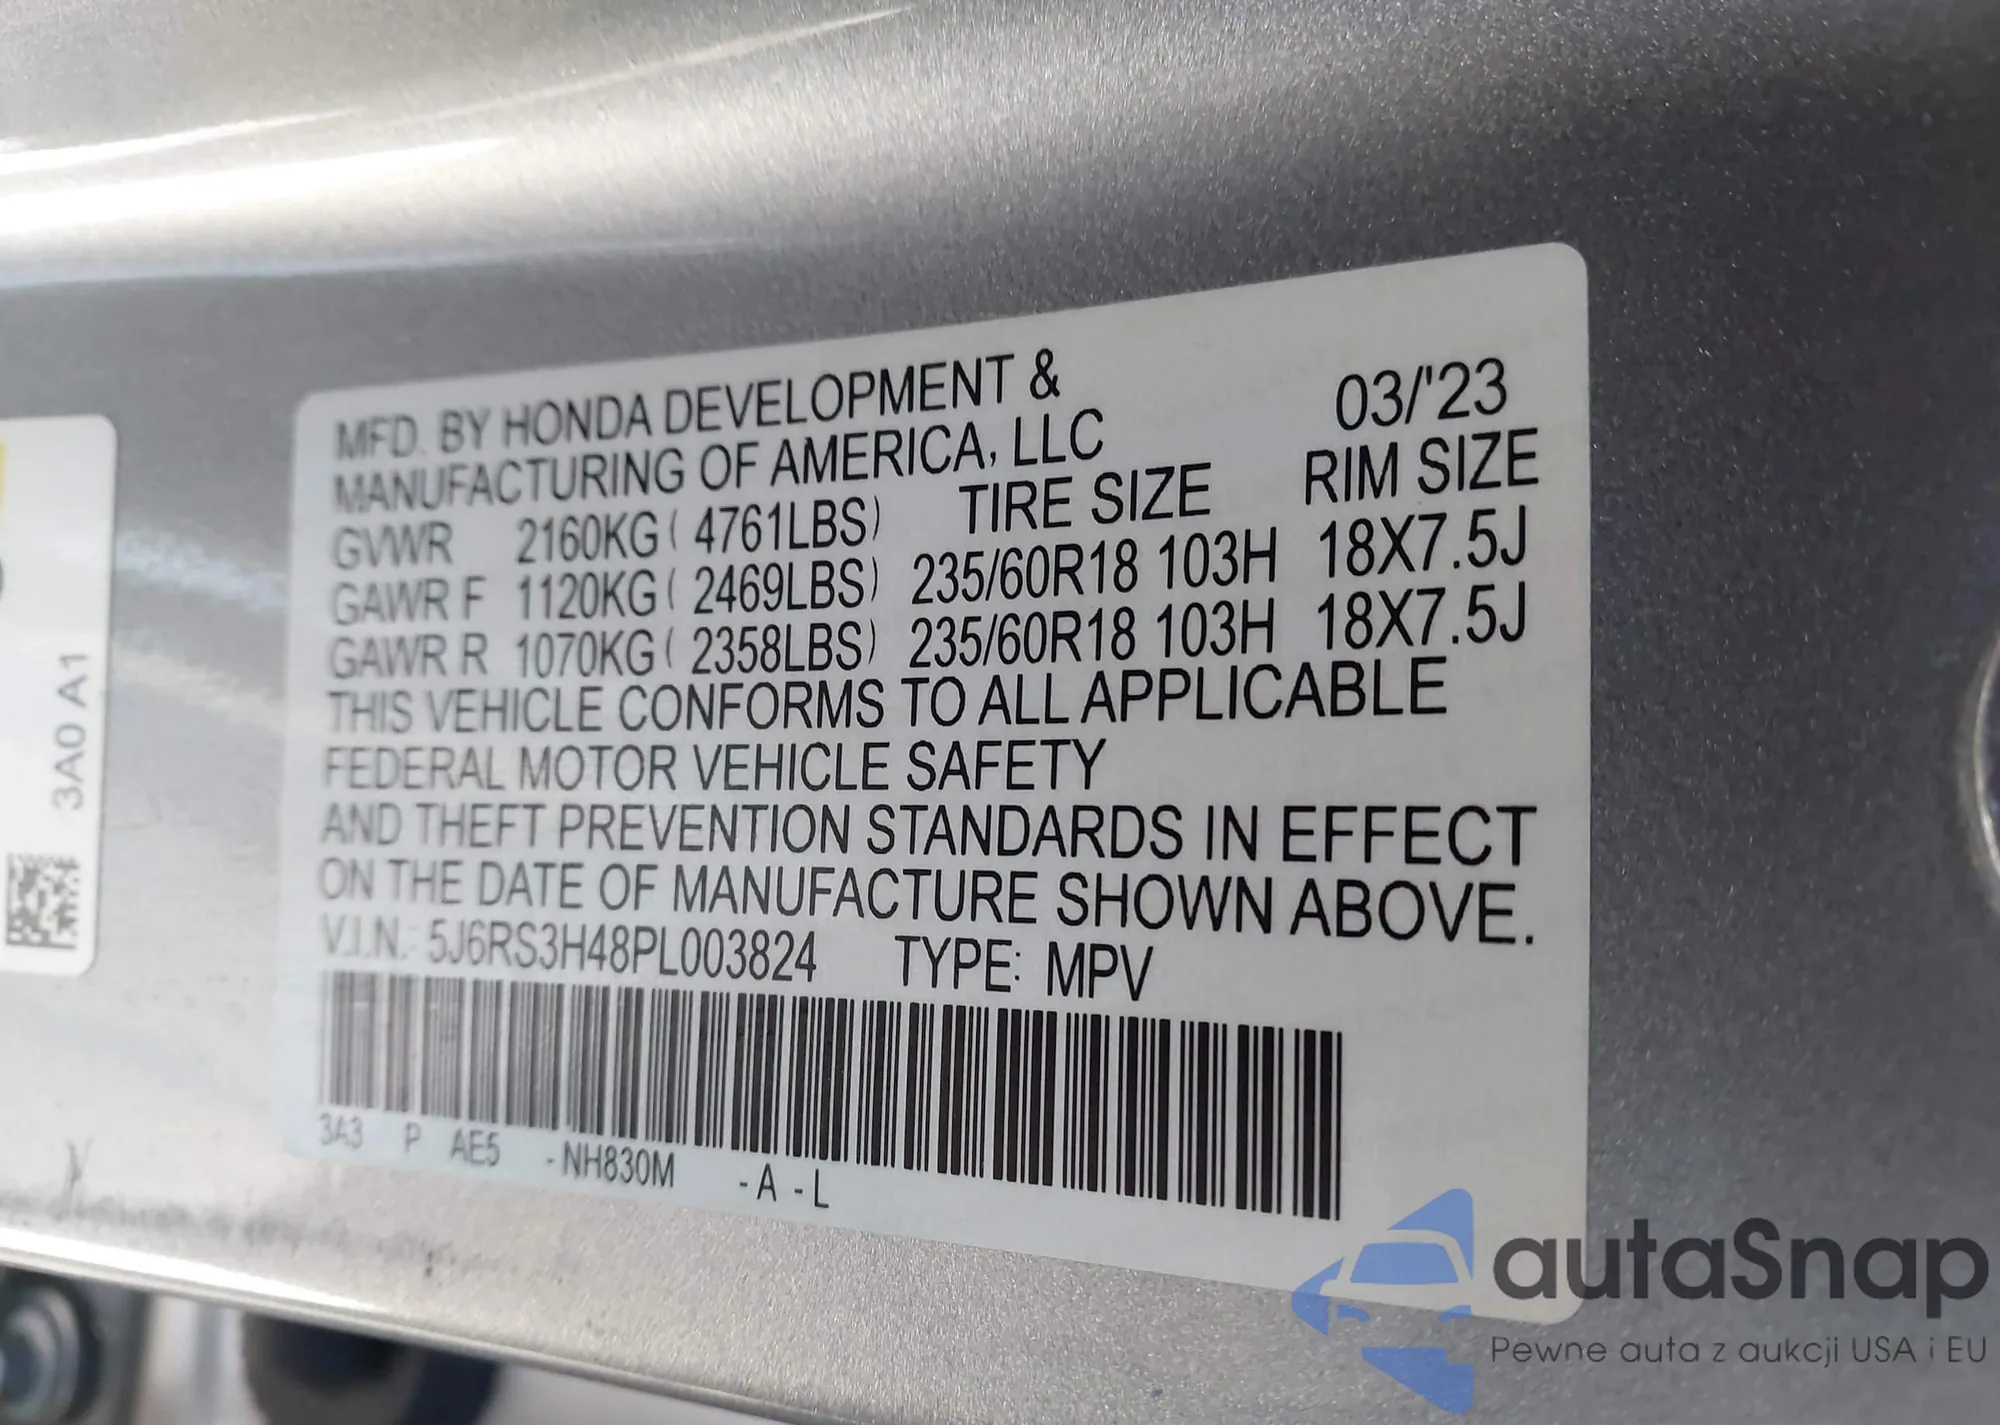 MFD. BY HONDA DEVELOPMENT & 03/'23
MANUFACTURING OF AMERICA, LLC
TIRE SIZE RIM SIZE
GVWR 2160KG ( 4761LBS)
GAWR F 1120KG ( 2469LBS) 235/60R18 103H 18X7.5J
GAWR R 1070KG ( 2358LBS) 235/60R18 103H 18X7.5J
THIS VEHICLE CONFORMS TO ALL APPLICABLE
FEDERAL MOTOR VEHICLE SAFETY
AND THEFT PREVENTION STANDARDS IN EFFECT
ON THE DATE OF MANUFACTURE SHOWN ABOVE.
V.I.N.: 5J6RS3H48PL003824 TYPE: MPV
3A3 P AE5 -NH830M -A -L
3A0 A1
autaSnap
Pewne auta z aukcji USA i EU